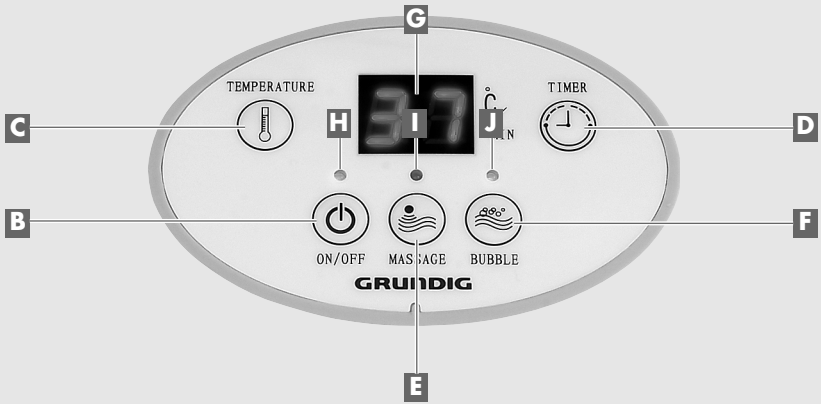 G
TEMPERATURE
37
°C
TIMER
C
H
I
J
D
B
F
ON/OFF
MASSAGE
BUBBLE
GRUNDIG
E